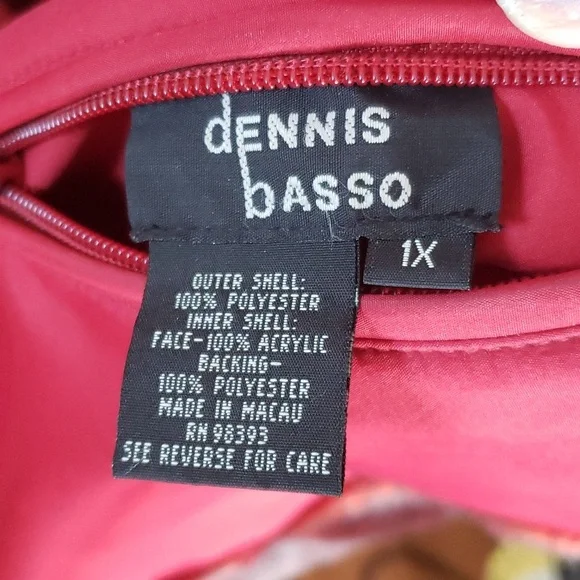 dENNIS
basso
1X
OUTER SHELL:
100% POLYESTER
INNER SHELL:
FACE-100% ACRYLIC
BACKING-
100% POLYESTER
MADE IN MACAU
RN 98393
SEE REVERSE FOR CARE